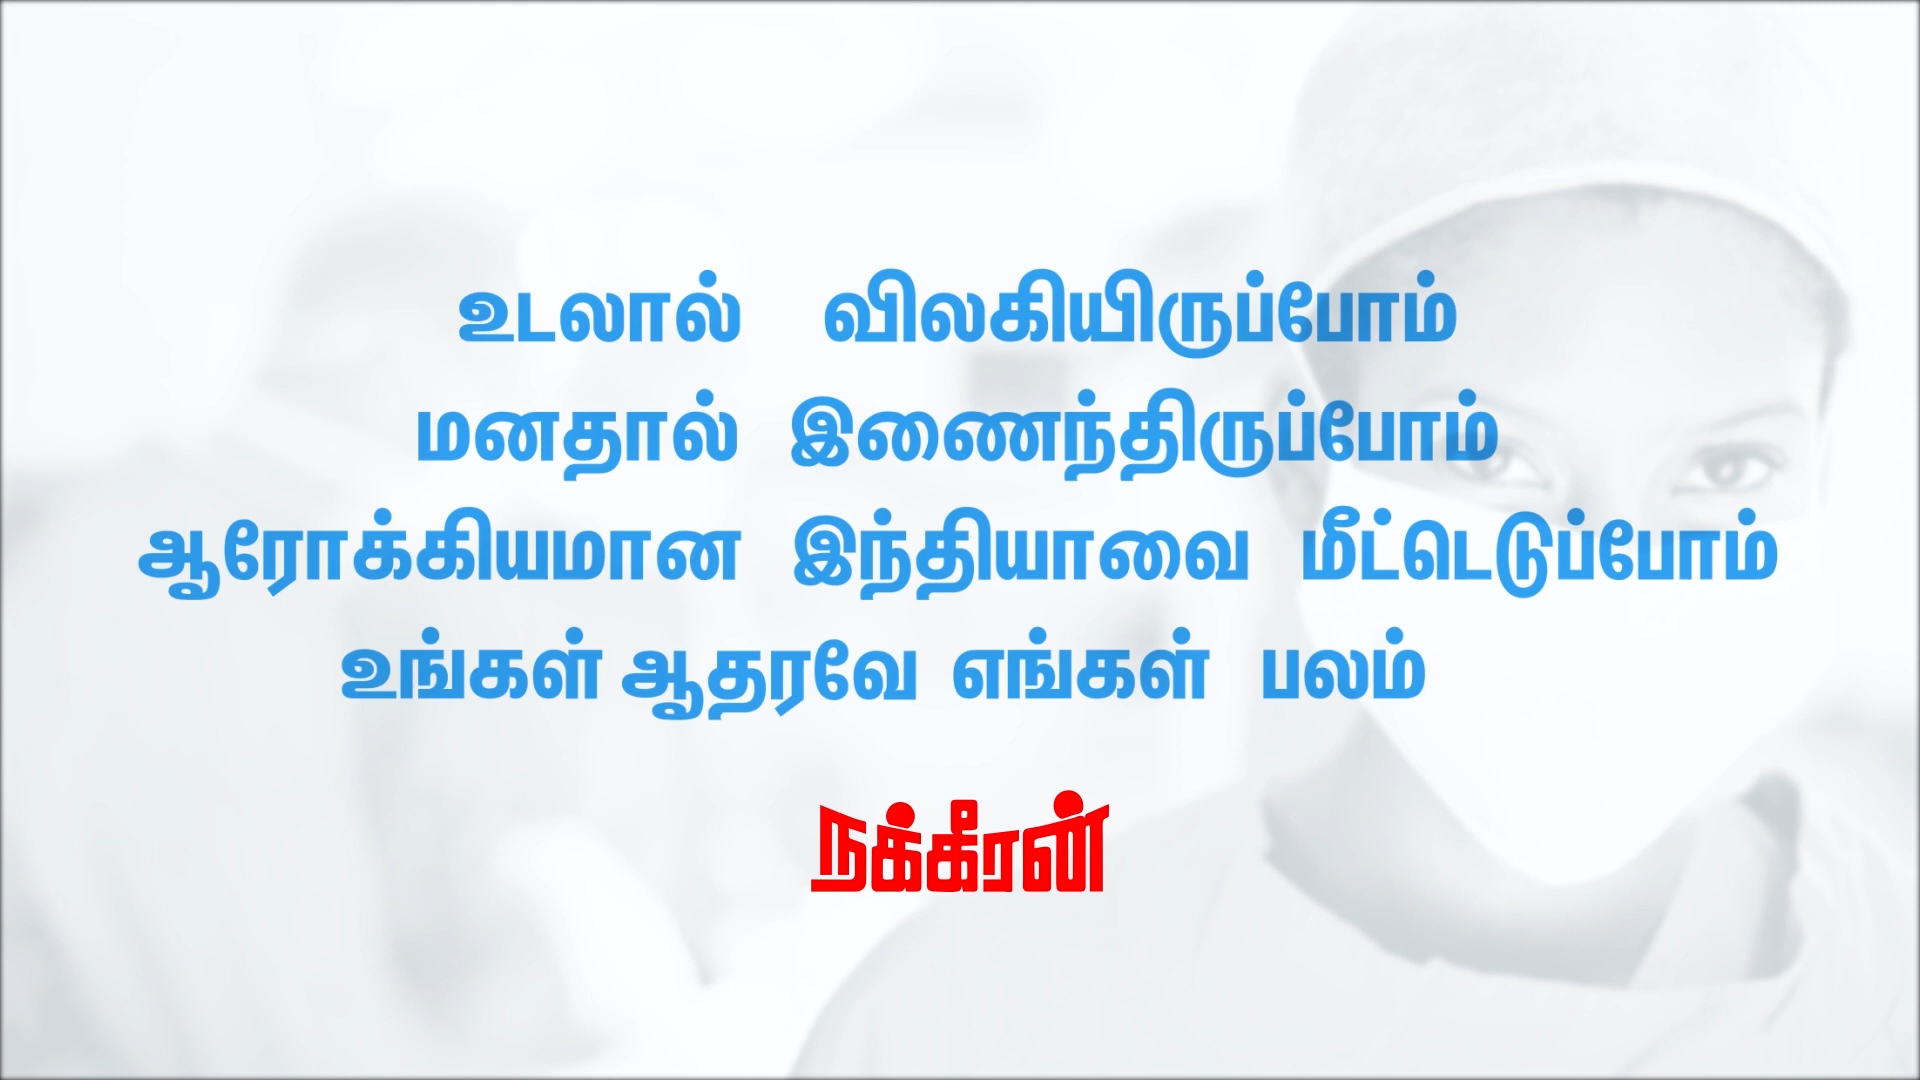 உடலால் விலகியிருப்போம்
மனதால் இணைந்திருப்போம்
ஆரோக்கியமான இந்தியாவை மீட்டெடுப்போம்
உங்கள் ஆதரவே எங்கள் பலம்
நக்கீரன்